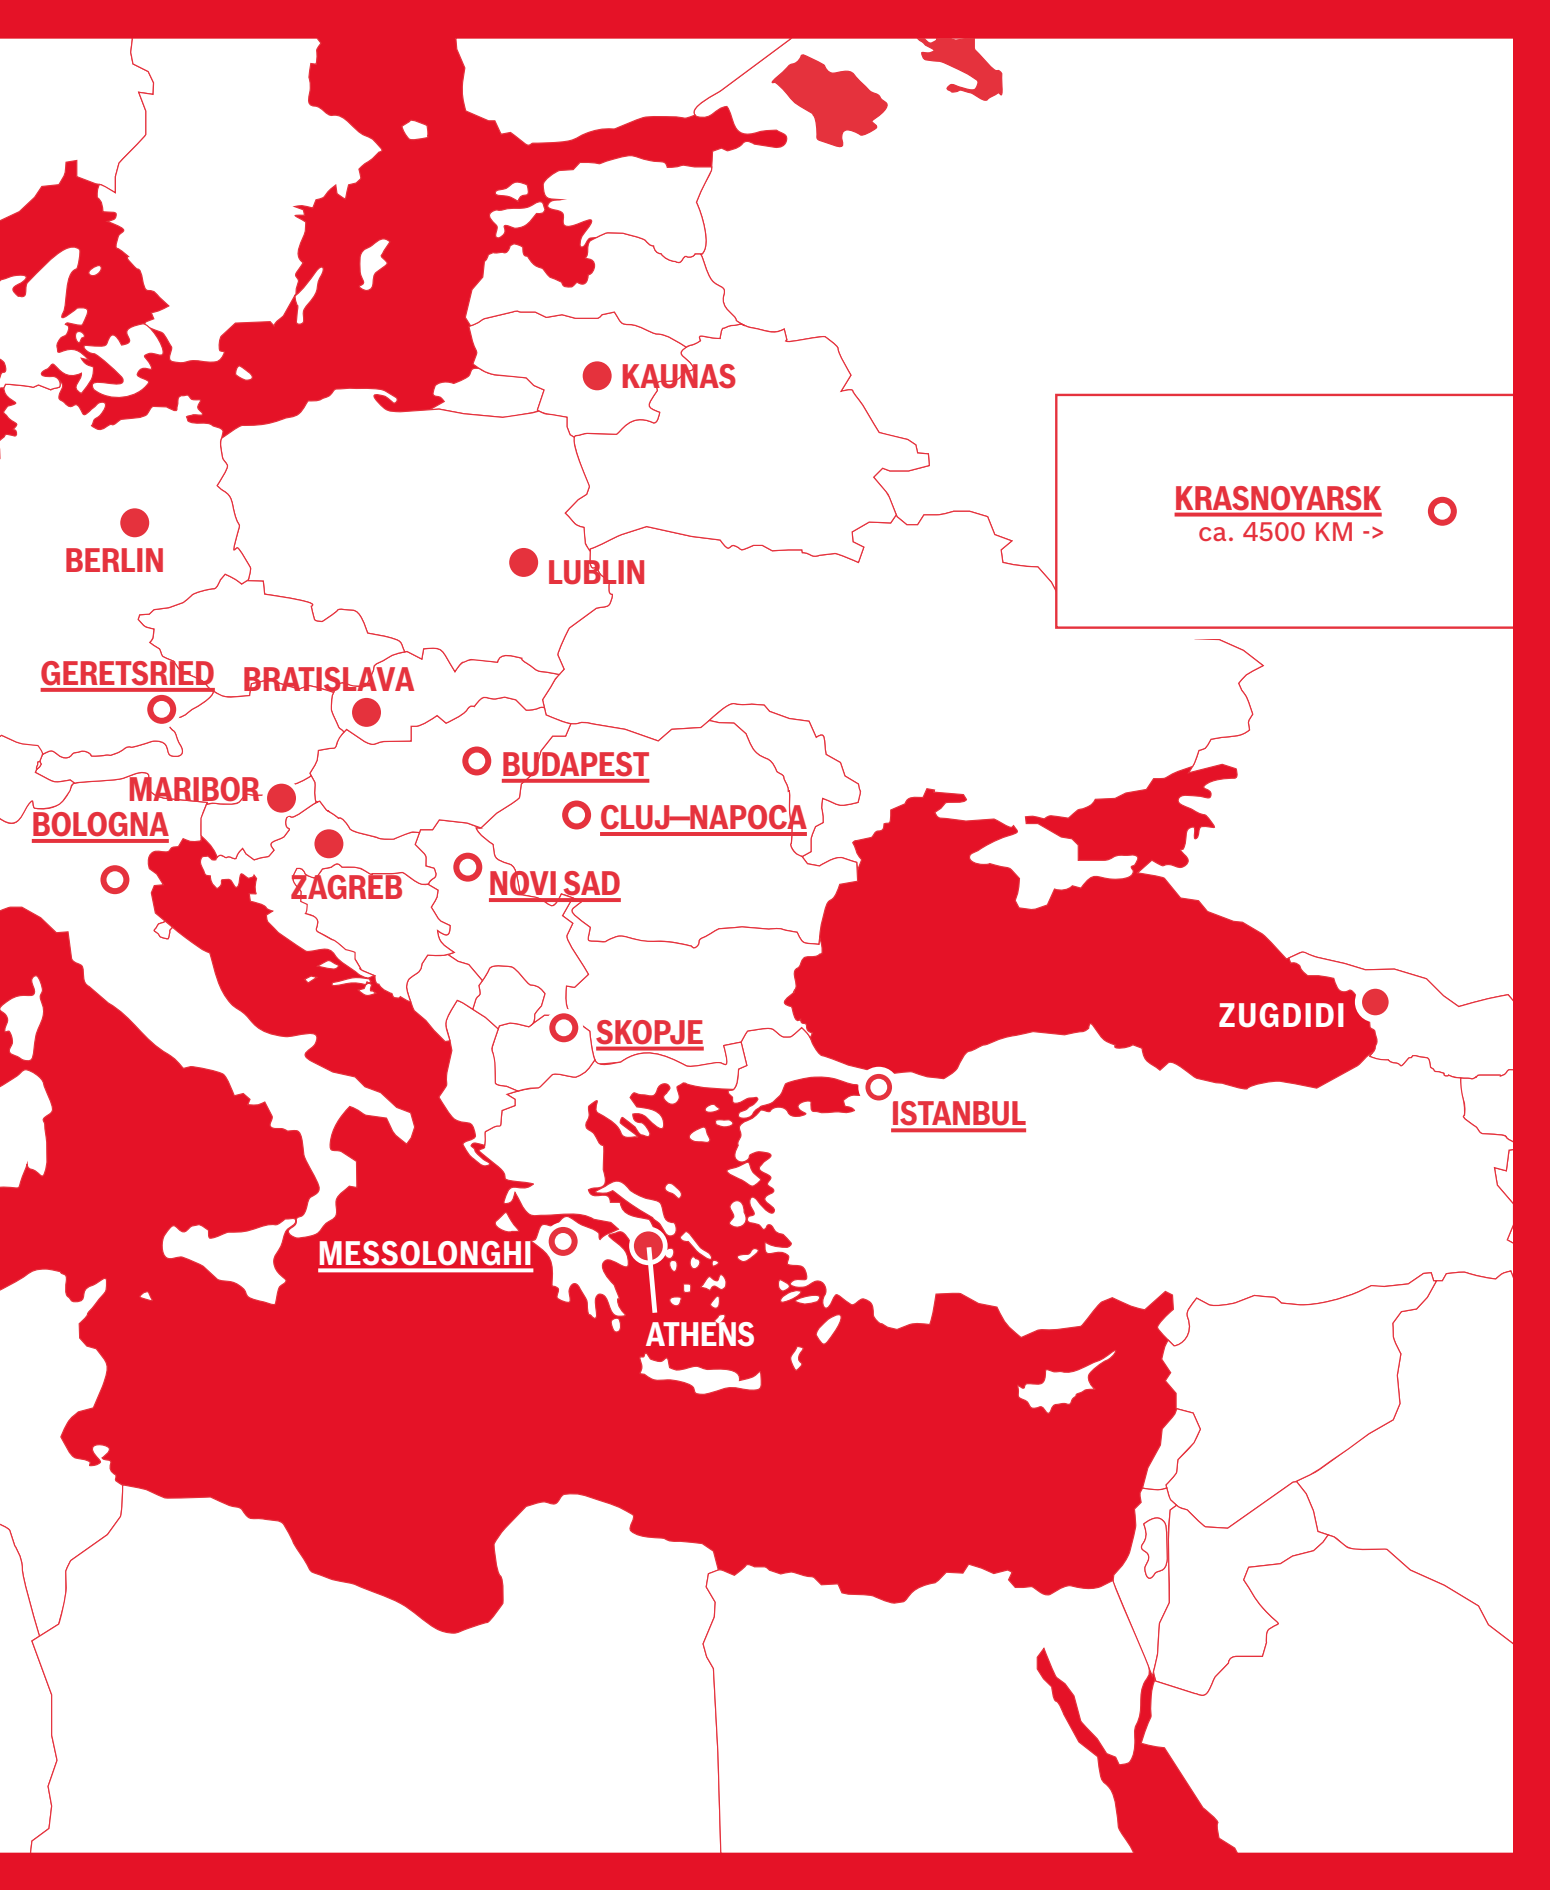 KAUNAS
KRASNOYARSK
ca. 4500 KM ->
BERLIN
LUBLIN
GERETSRIED
BRATISLAVA
BUDAPEST
MARIBOR
CLUJ—NAPOCA
BOLOGNA
ZAGREB
NOVI SAD
ZUGDIDI
SKOPJE
ISTANBUL
MESSOLONGHI
ATHENS